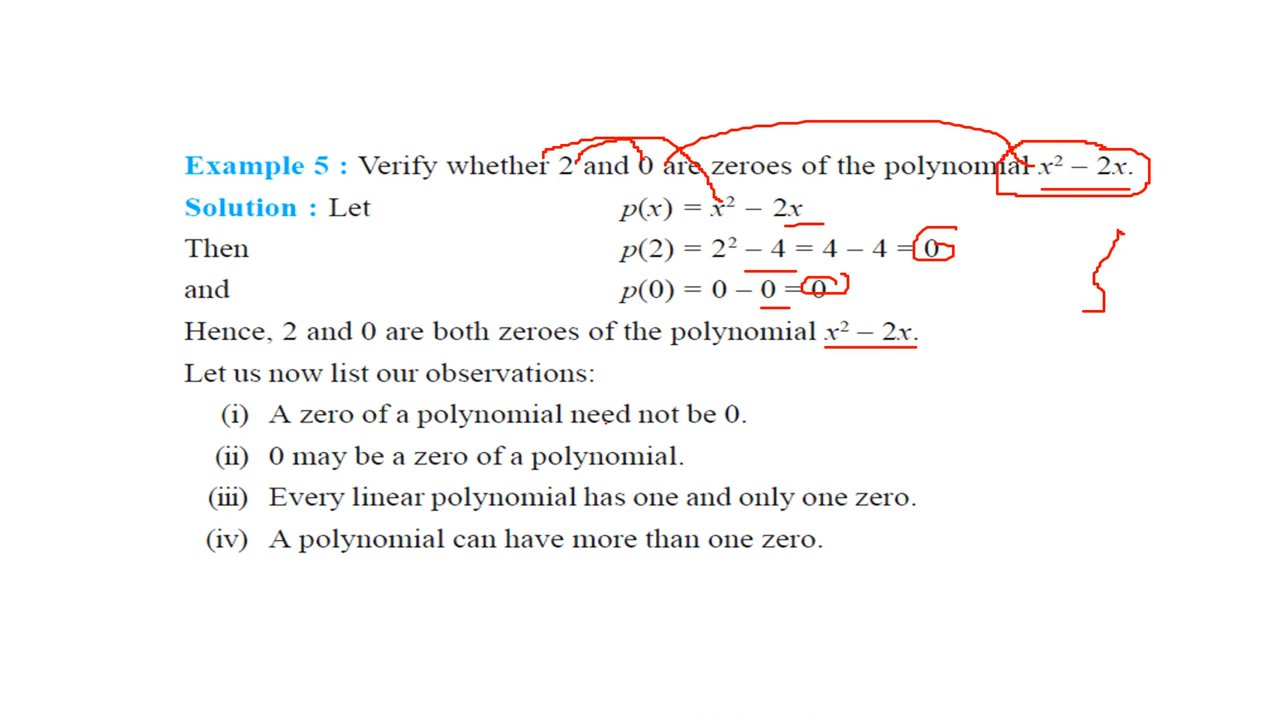 Example 5 : Verify whether 2 and 0 are zeroes of the polynomial x² – 2x.
Solution : Let p(x) = x² – 2x
Then p(2) = 2² – 4 = 4 – 4 = 0
and p(0) = 0 – 0 = 0
Hence, 2 and 0 are both zeroes of the polynomial x² – 2x.
Let us now list our observations:
(i) A zero of a polynomial need not be 0.
(ii) 0 may be a zero of a polynomial.
(iii) Every linear polynomial has one and only one zero.
(iv) A polynomial can have more than one zero.